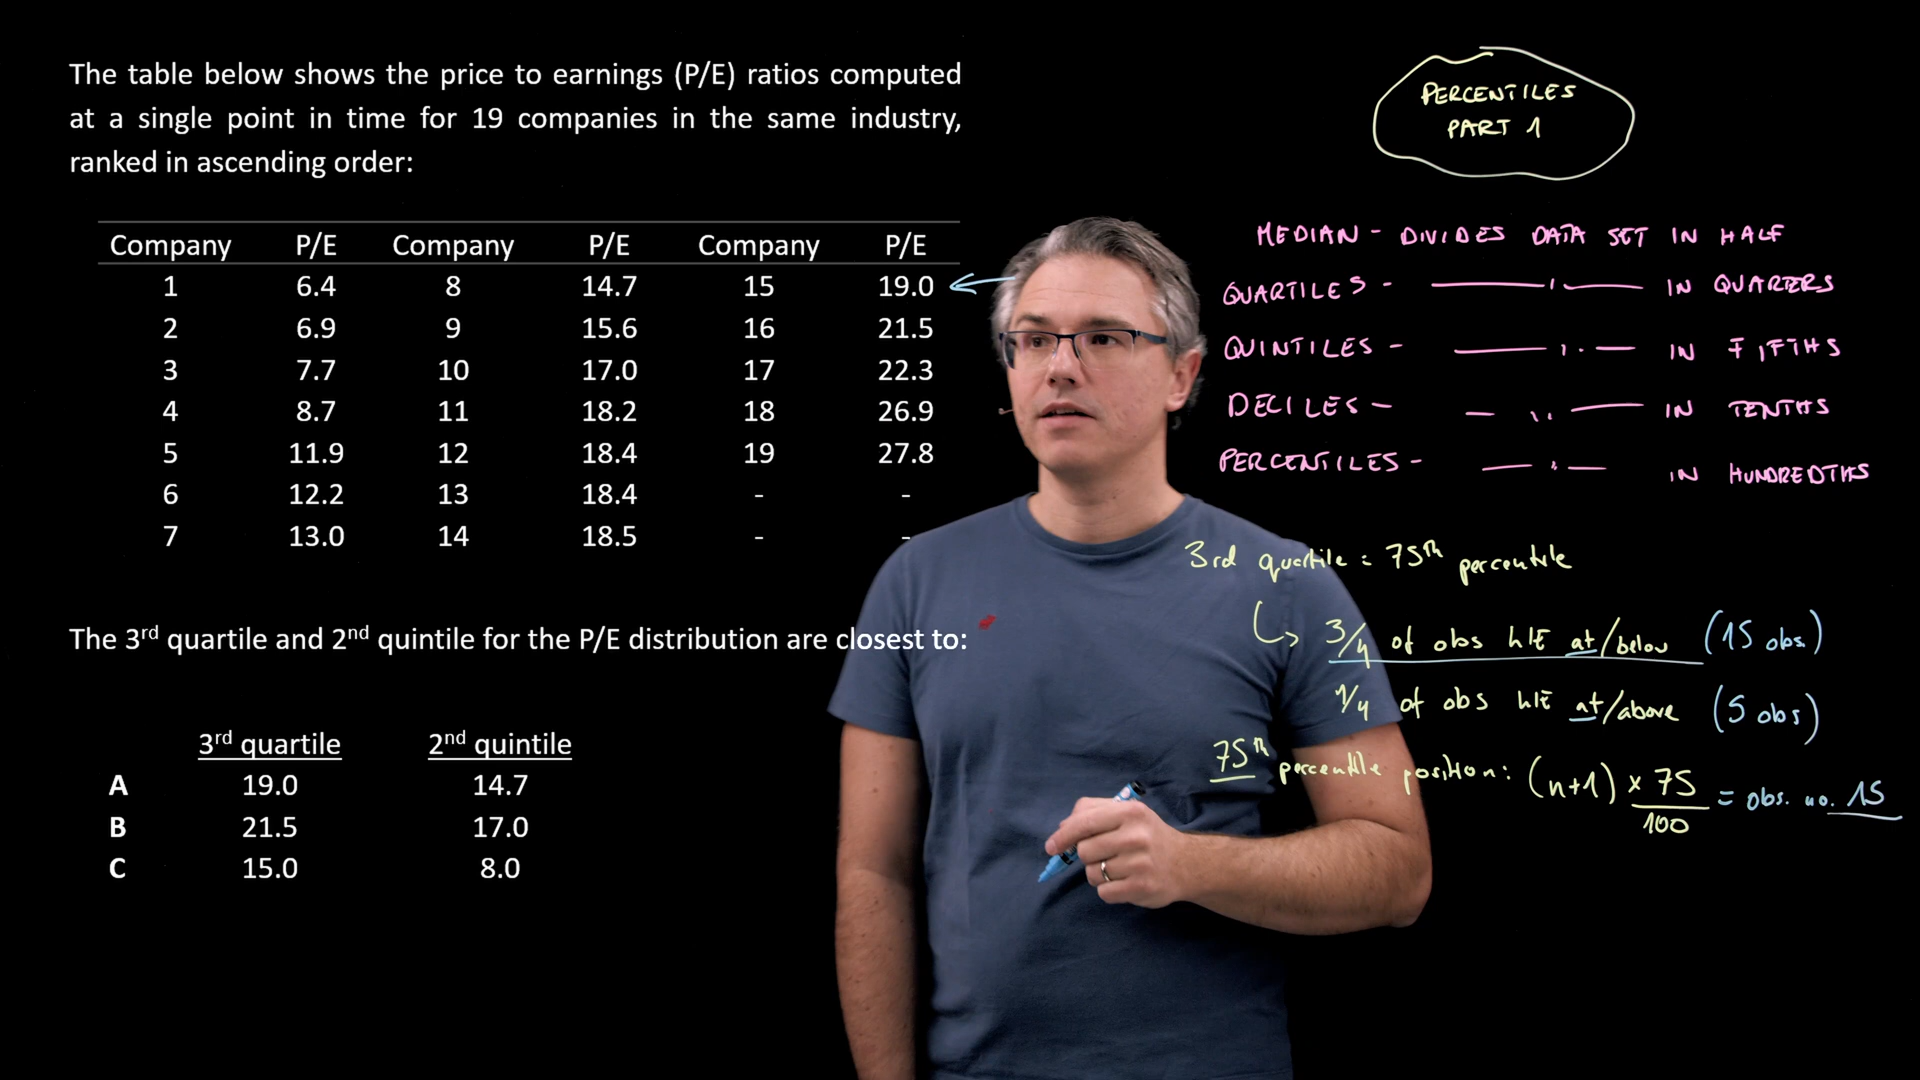 The table below shows the price to earnings (P/E) ratios computed
at a single point in time for 19 companies in the same industry,
ranked in ascending order:
Company P/E Company P/E Company P/E
1 6.4 8 14.7 15 19.0
2 6.9 9 15.6 16 21.5
3 7.7 10 17.0 17 22.3
4 8.7 11 18.2 18 26.9
5 11.9 12 18.4 19 27.8
6 12.2 13 18.4 - -
7 13.0 14 18.5 - -
The 3rd quartile and 2nd quintile for the P/E distribution are closest to:
3rd quartile 2nd quintile
A 19.0 14.7
B 21.5 17.0
C 15.0 8.0
PERCENTILES
PART 1
MEDIAN - DIVIDES DATA SET IN HALF
QUARTILES - IN QUARTERS
QUINTILES - IN FIFTHS
DECILES - IN TENTHS
PERCENTILES - IN HUNDREDTHS
3rd quartile = 75th percentile
3/4 of obs LIE at/below (15 obs)
1/4 of obs LIE at/above (5 obs)
75th percentile position: (n+1) x 75/100 = obs. no. 15